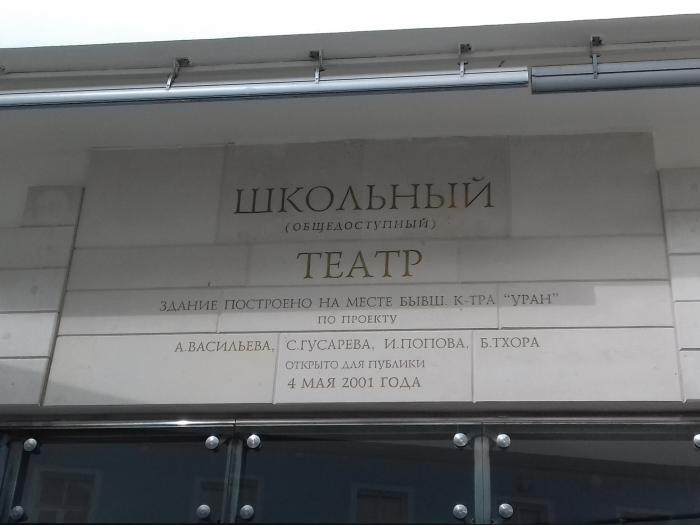 ШКОЛЬНЫЙ
(ОБЩЕДОСТУПНЫЙ)
ТЕАТР
ЗДАНИЕ ПОСТРОЕНО НА МЕСТЕ БЫВШ. К-ТРА "УРАН"
ПО ПРОЕКТУ
А.ВАСИЛЬЕВА, С.ГУСАРЕВА, И.ПОПОВА, Б.ТХОРА
ОТКРЫТО ДЛЯ ПУБЛИКИ
4 МАЯ 2001 ГОДА